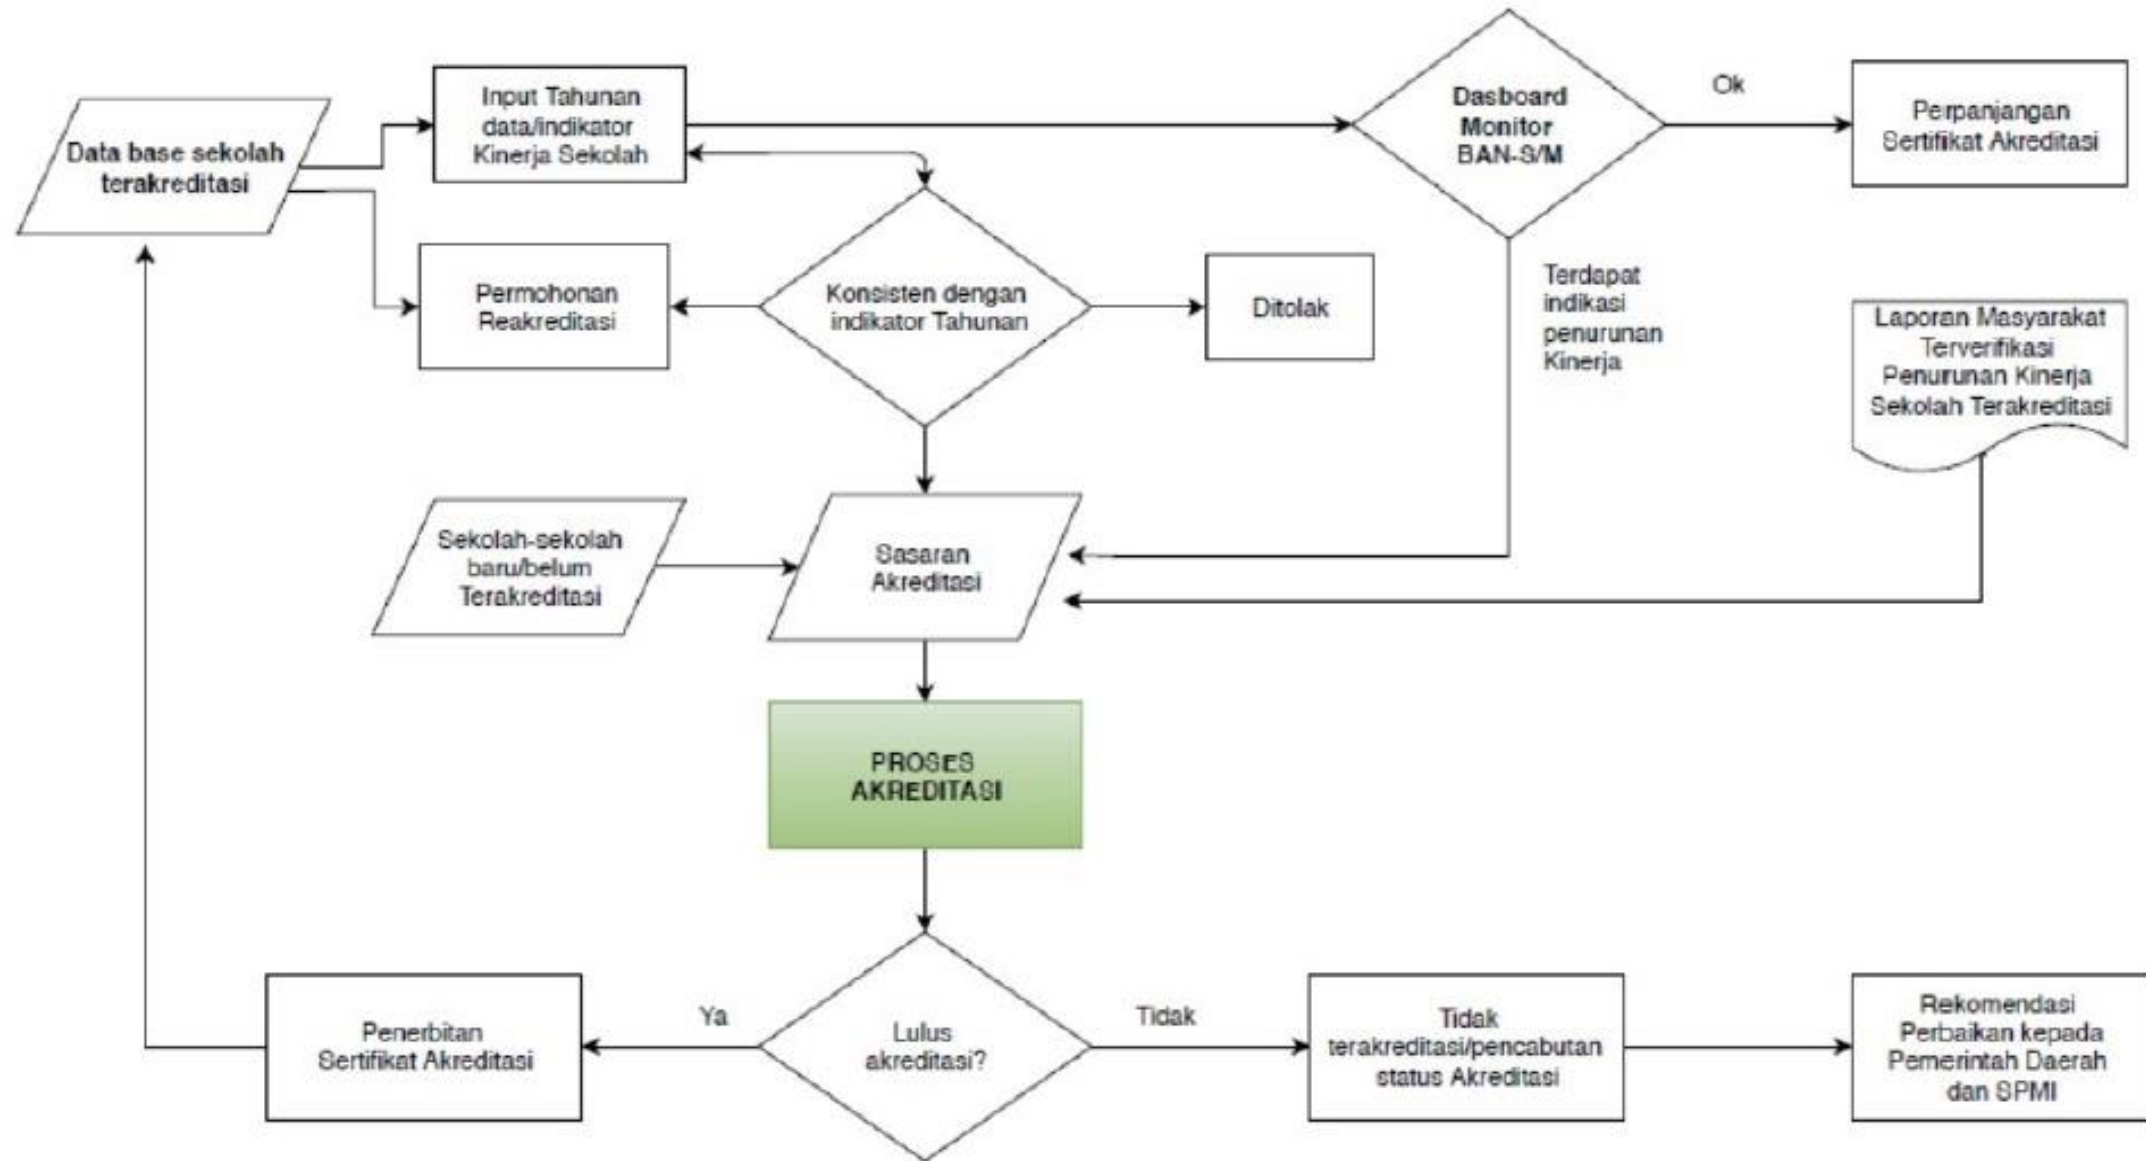 Data base sekolah
terakreditasi
Input Tahunan
data/indikator
Kinerja Sekolah
Dasboard
Monitor
BAN-S/M
Ok
Perpanjangan
Sertifikat Akreditasi
Permohonan
Reakreditasi
Konsisten dengan
indikator Tahunan
Ditolak
Terdapat
indikasi
penurunan
Kinerja
Laporan Masyarakat
Terverifikasi
Penurunan Kinerja
Sekolah Terakreditasi
Sekolah-sekolah
baru/belum
Terakreditasi
Sasaran
Akreditasi
PROSES
AKREDITASI
Penerbitan
Sertifikat Akreditasi
Ya
Lulus
akreditasi?
Tidak
Tidak
terakreditasi/pencabutan
status Akreditasi
Rekomendasi
Perbaikan kepada
Pemerintah Daerah
dan SPMI